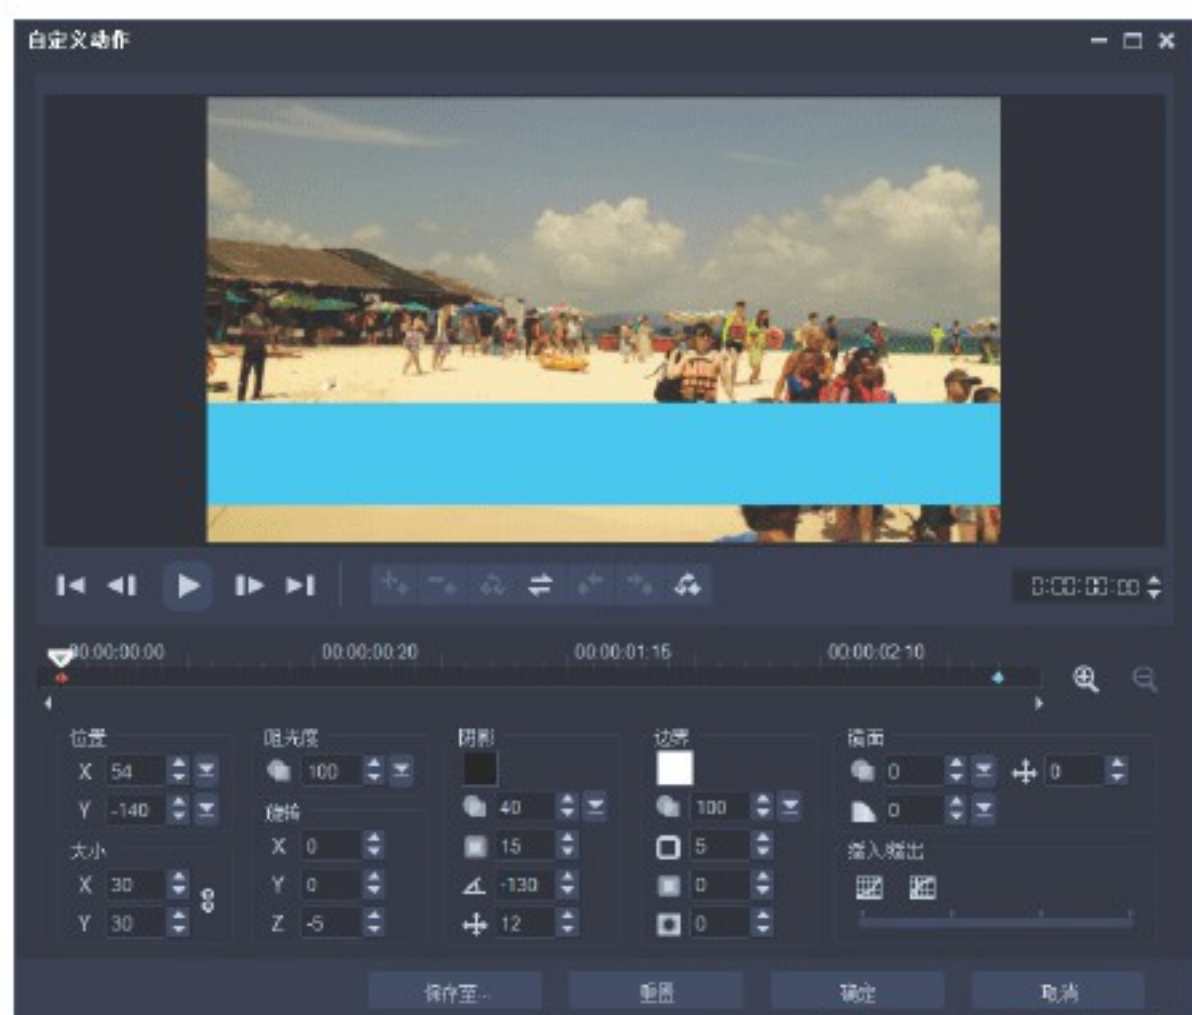 自定义动作
0:00:00:00
00:00:00:00
00:00:00:20
00:00:01:15
00:00:02:10
位置
X 54
Y -140
大小
X 30
Y 30
阻光度
100
旋转
X 0
Y 0
Z -5
阴影
40
15
-130
12
边界
100
5
0
0
镜面
0
0
0
缓入/缓出
保存至...
重置
确定
取消